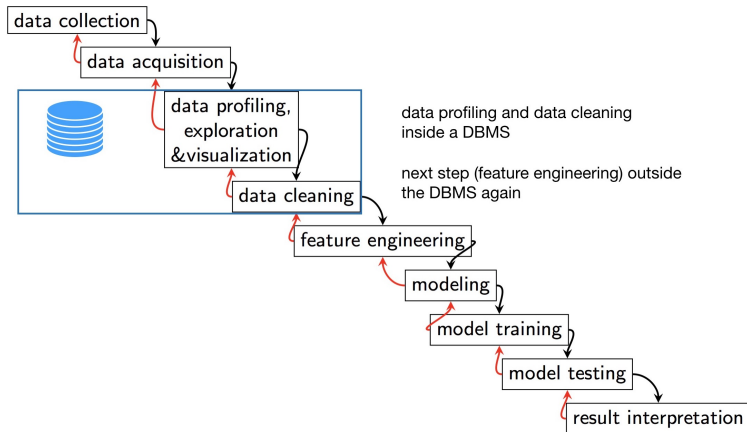 data collection
data acquisition
data profiling,
exploration
&visualization
data profiling and data cleaning
inside a DBMS
next step (feature engineering) outside
the DBMS again
data cleaning
feature engineering
modeling
model training
model testing
result interpretation